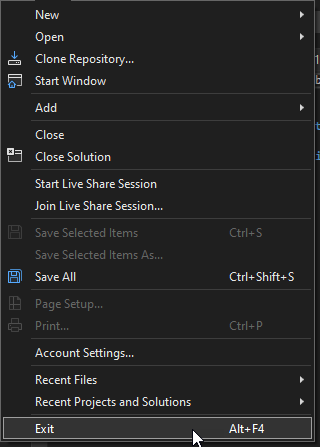 New
Open
Clone Repository...
Start Window
Add
Close
Close Solution
Start Live Share Session
Join Live Share Session...
Save Selected Items Ctrl+S
Save Selected Items As...
Save All Ctrl+Shift+S
Page Setup...
Print... Ctrl+P
Account Settings...
Recent Files
Recent Projects and Solutions
Exit Alt+F4